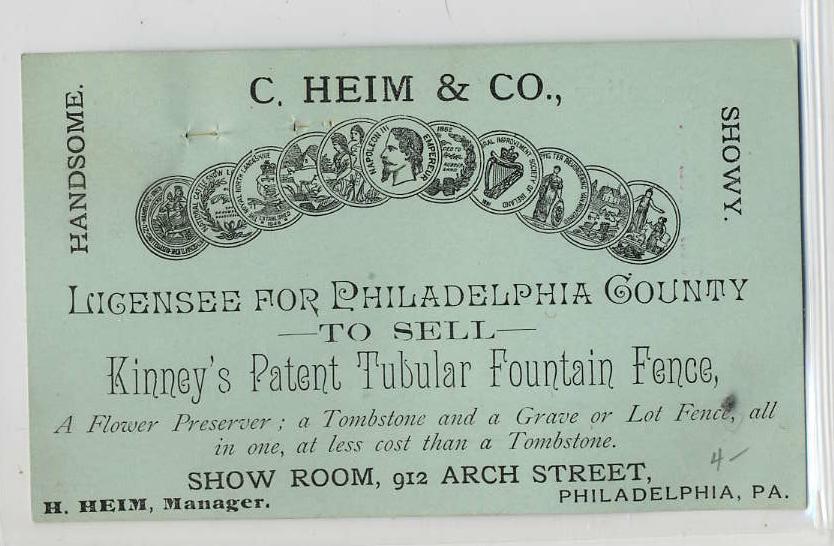 C. HEIM & CO.,
HANDSOME.
SHOWY.
NAPOLEON III EMPEREUR
1862
LICENSEE FOR PHILADELPHIA COUNTY
—TO SELL—
Kinney's Patent Tubular Fountain Fence,
A Flower Preserver; a Tombstone and a Grave or Lot Fence, all
in one, at less cost than a Tombstone.
4-
SHOW ROOM, 912 ARCH STREET,
H. HEIM, Manager.
PHILADELPHIA, PA.